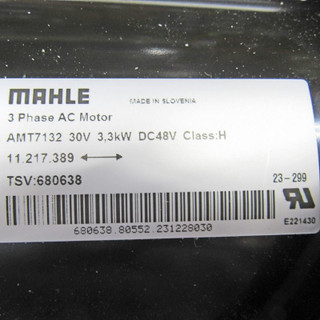 MAHLE
MADE IN SLOVENIA
3 Phase AC Motor
AMT7132 30V 3,3kW DC48V Class:H
11.217.389
TSV:680638
23-299
E221430
680638.80552.231228030